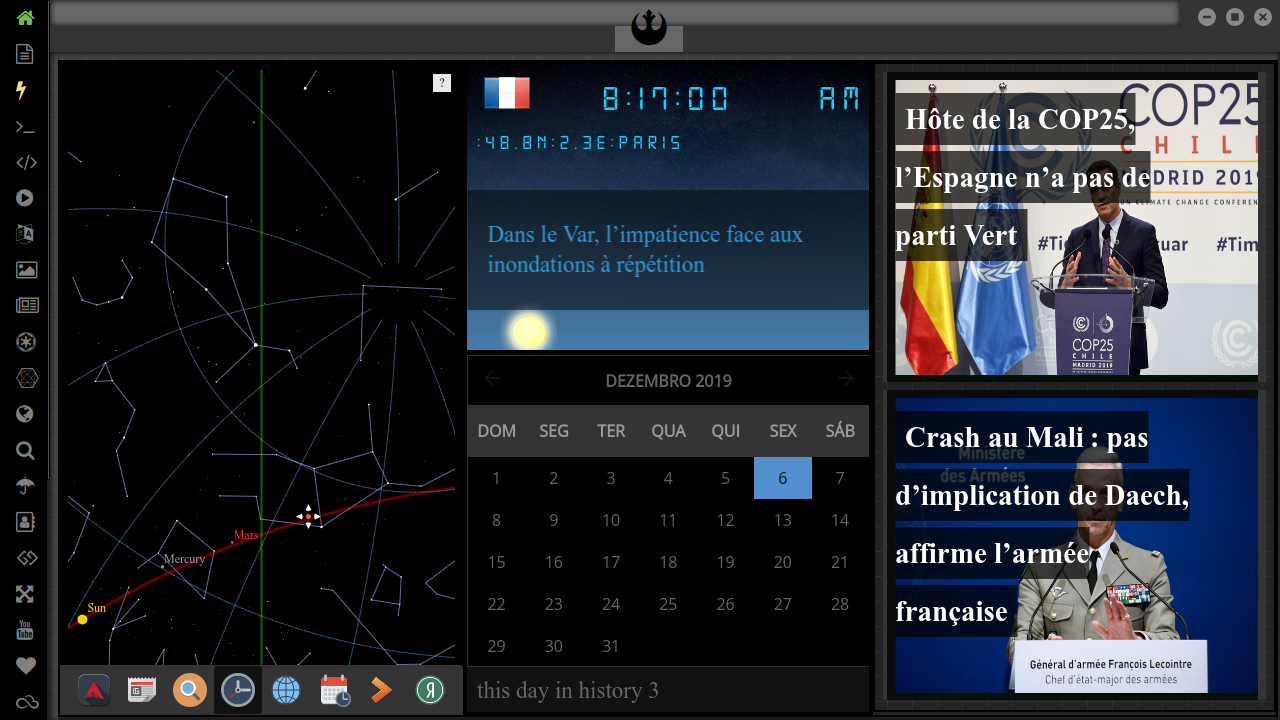 ?
Sun
Mercury
Mars
8:17:00 AM
:48.8N:2.3E:PARIS
Dans le Var, l’impatience face aux
inondations à répétition
DEZEMBRO 2019
DOM SEG TER QUA QUI SEX SÁB
1 2 3 4 5 6 7
8 9 10 11 12 13 14
15 16 17 18 19 20 21
22 23 24 25 26 27 28
29 30 31
this day in history 3
Hôte de la COP25,
l’Espagne n’a pas de
parti Vert
COP25
CHILE
MADRID 2019
UN CLIMATE CHANGE CONFEREN
#Tim
COP25
CHILE
MADRID 2019
Crash au Mali : pas
d’implication de Daech,
affirme l’armée
française
Ministère
des Armées
Général d’armée François Lecointre
Chef d’état-major des armées
You
Tube
Я